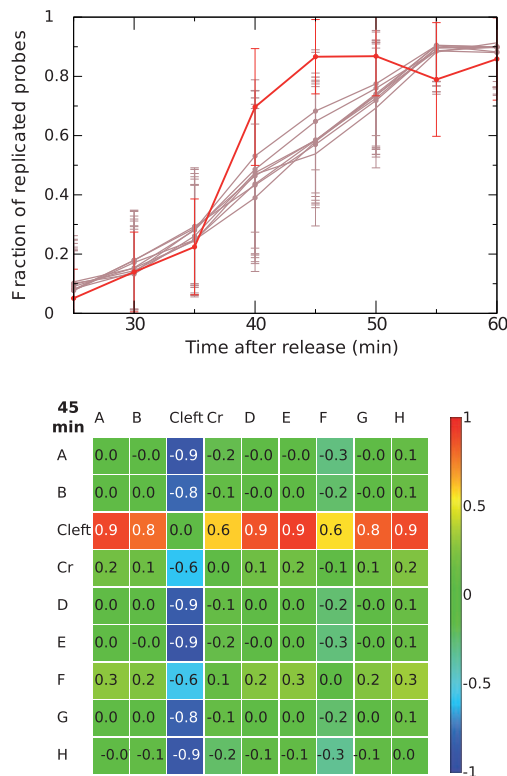 1
0.8
0.6
0.4
0.2
0
Fraction of replicated probes
30 40 50 60
Time after release (min)
45 min A B Cleft Cr D E F G H
A 0.0 -0.0 -0.9 -0.2 -0.0 -0.0 -0.3 -0.0 0.1
B 0.0 0.0 -0.8 -0.1 -0.0 0.0 -0.2 -0.0 0.1
Cleft 0.9 0.8 0.0 0.6 0.9 0.9 0.6 0.8 0.9
Cr 0.2 0.1 -0.6 0.0 0.1 0.2 -0.1 0.1 0.2
D 0.0 0.0 -0.9 -0.1 0.0 0.0 -0.2 -0.0 0.1
E 0.0 -0.0 -0.9 -0.2 -0.0 0.0 -0.3 -0.0 0.1
F 0.3 0.2 -0.6 0.1 0.2 0.3 0.0 0.2 0.3
G 0.0 0.0 -0.8 -0.1 0.0 0.0 -0.2 0.0 0.1
H -0.0 -0.1 -0.9 -0.2 -0.1 -0.1 -0.3 -0.1 0.0
1
0.5
0
-0.5
-1